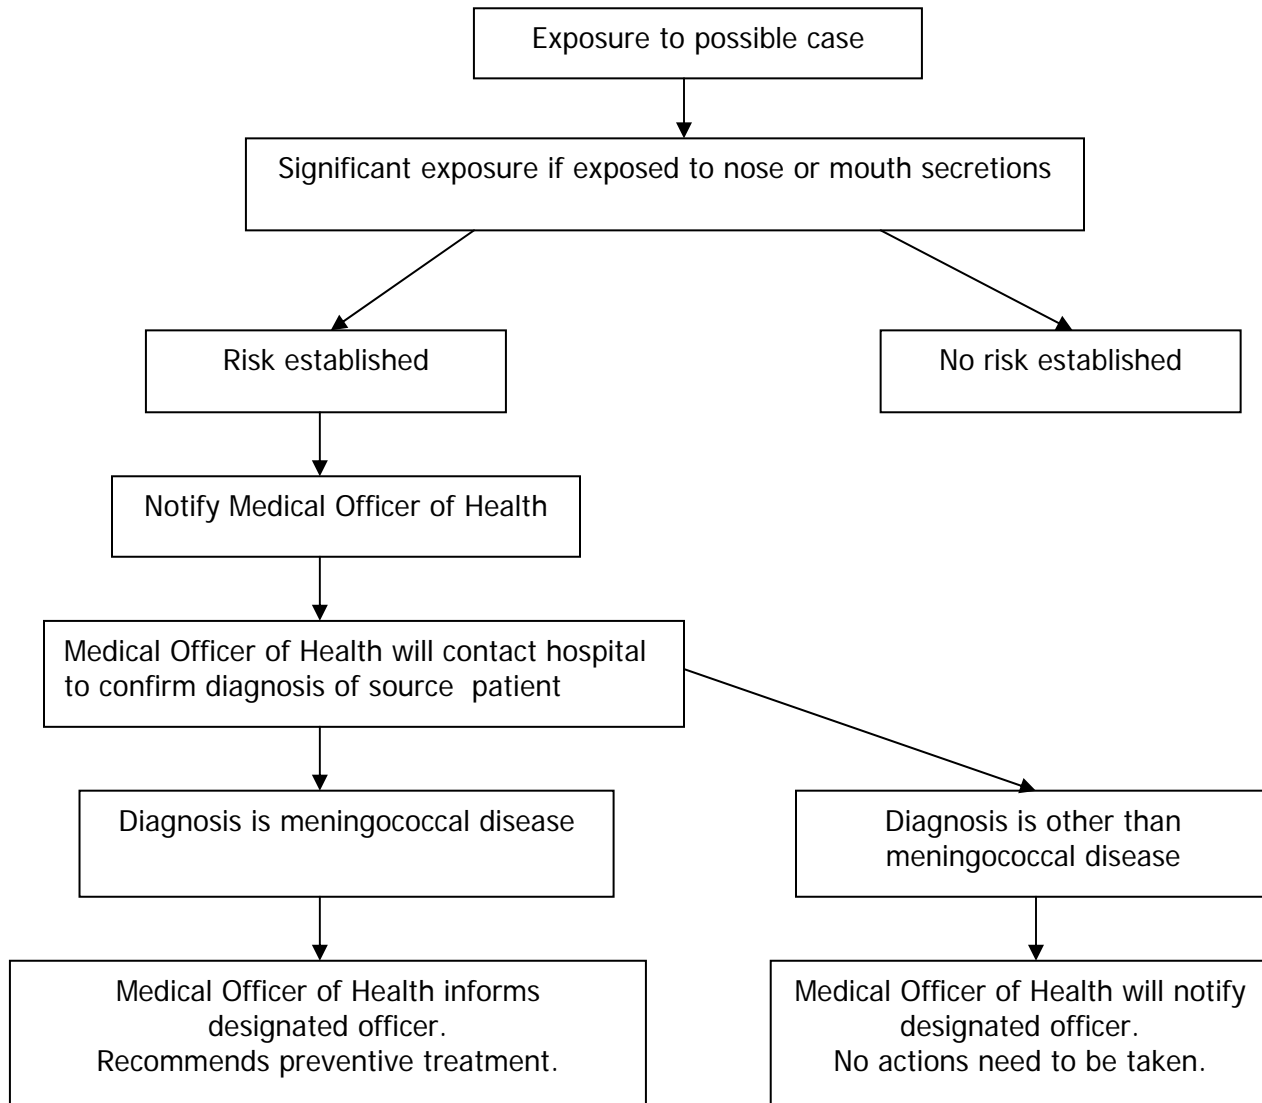 Exposure to possible case
Significant exposure if exposed to nose or mouth secretions
Risk established
No risk established
Notify Medical Officer of Health
Medical Officer of Health will contact hospital
to confirm diagnosis of source patient
Diagnosis is meningococcal disease
Diagnosis is other than
meningococcal disease
Medical Officer of Health informs
designated officer.
Recommends preventive treatment.
Medical Officer of Health will notify
designated officer.
No actions need to be taken.